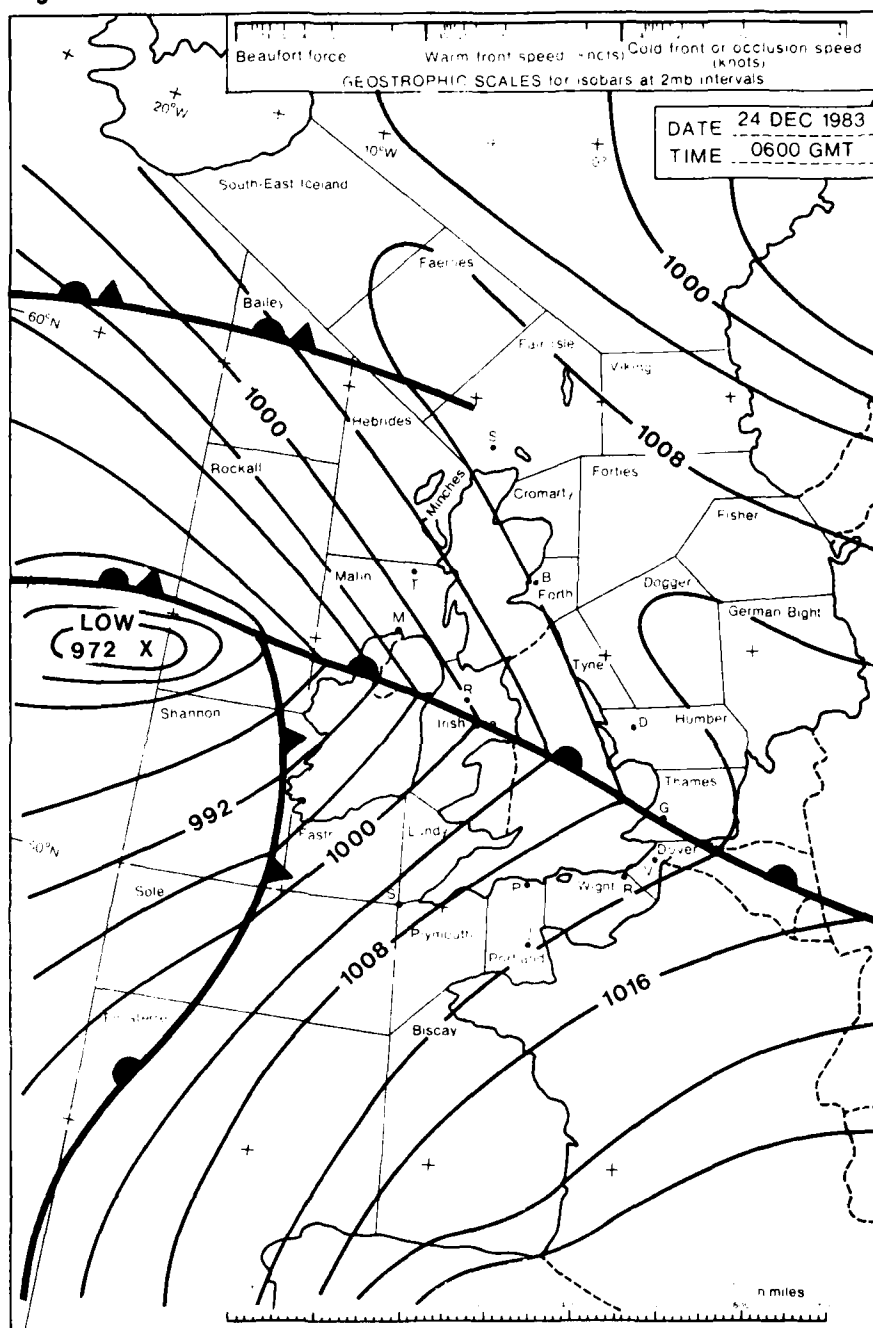 Beaufort force
Warm front speed
Cold front or occlusion speed
(knots)
GEOSTROPHIC SCALES for isobars at 2mb intervals
DATE 24 DEC 1983
TIME 0600 GMT
20°W
10°W
0°
South-East Iceland
Faeroes
1000
Bailey
60°N
Fair Isle
Viking
1000
Hebrides
1008
Rockall
S
Minches
Cromarty
Forties
Fisher
Malin
T
B
Forth
Dogger
German Bight
LOW
972 X
M
Tyne
Shannon
R
Irish
D
Humber
Thames
992
G
Fastnet
1000
Lundy
50°N
Dover
V
Sole
S
P
Wight
R
Plymouth
1008
J
Portland
1016
Finisterre
Biscay
n miles